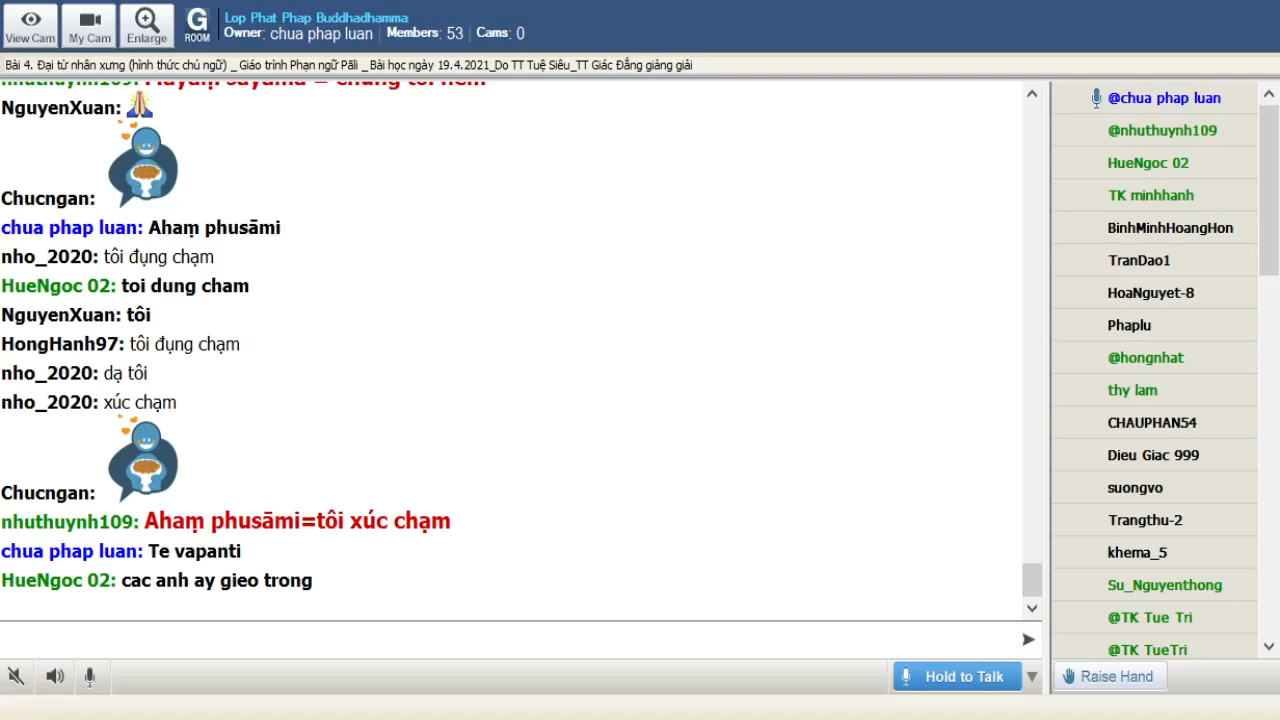 View Cam
My Cam
Enlarge
G
ROOM
Lop Phat Phap Buddhadhamma
Owner: chua phap luan Members: 53 Cams: 0
Bài 4. Đại từ nhân xưng (hình thức chủ ngữ) _ Giáo trình Phạn ngữ Pāli _ Bài học ngày 19.4.2021_Do TT Tuệ Siêu_TT Giác Đẳng giảng giải
NguyenXuan:
Chucngan:
chua phap luan: Ahaṃ phusāmi
nho_2020: tôi đụng chạm
HueNgoc 02: toi dung cham
NguyenXuan: tôi
HongHanh97: tôi đụng chạm
nho_2020: dạ tôi
nho_2020: xúc chạm
Chucngan:
nhuthuynh109: Ahaṃ phusāmi=tôi xúc chạm
chua phap luan: Te vapanti
HueNgoc 02: cac anh ay gieo trong
@chua phap luan
@nhuthuynh109
HueNgoc 02
TK minhhanh
BinhMinhHoangHon
TranDao1
HoaNguyet-8
Phaplu
@hongnhat
thy lam
CHAUPHAN54
Dieu Giac 999
suongvo
Trangthu-2
khema_5
Su_Nguyenthong
@TK Tue Tri
@TK TueTri
Hold to Talk
Raise Hand